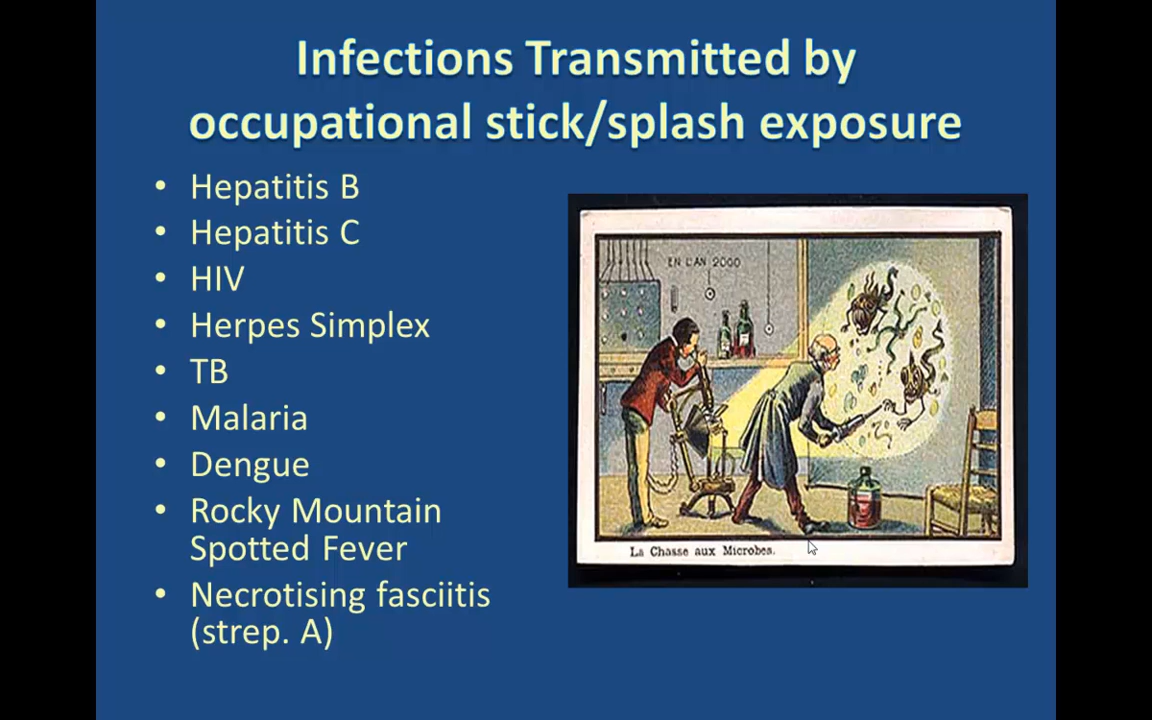 Infections Transmitted by
occupational stick/splash exposure
• Hepatitis B
• Hepatitis C
• HIV
• Herpes Simplex
• TB
• Malaria
• Dengue
• Rocky Mountain
Spotted Fever
• Necrotising fasciitis
(strep. A)
EN L'AN 2000
La Chasse aux Microbes.